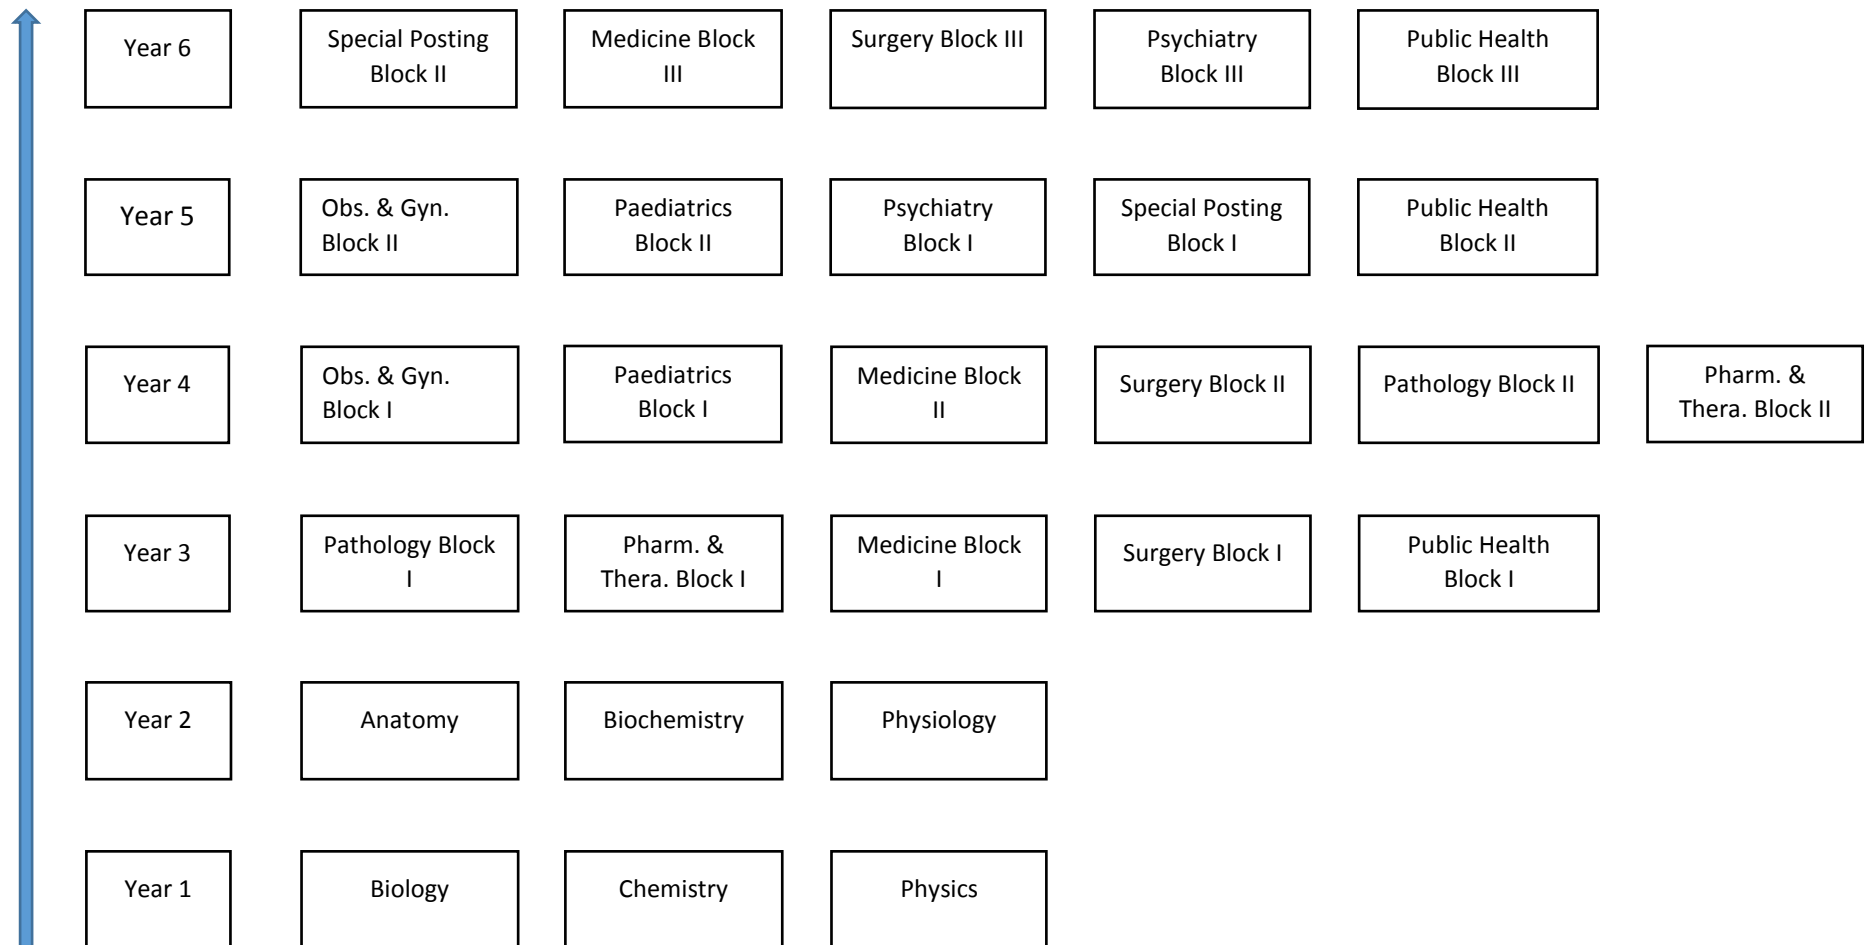 Year 6
Special Posting
Block II
Medicine Block
III
Surgery Block III
Psychiatry
Block III
Public Health
Block III
Year 5
Obs. & Gyn.
Block II
Paediatrics
Block II
Psychiatry
Block I
Special Posting
Block I
Public Health
Block II
Year 4
Obs. & Gyn.
Block I
Paediatrics
Block I
Medicine Block
II
Surgery Block II
Pathology Block II
Pharm. &
Thera. Block II
Year 3
Pathology Block
I
Pharm. &
Thera. Block I
Medicine Block
I
Surgery Block I
Public Health
Block I
Year 2
Anatomy
Biochemistry
Physiology
Year 1
Biology
Chemistry
Physics